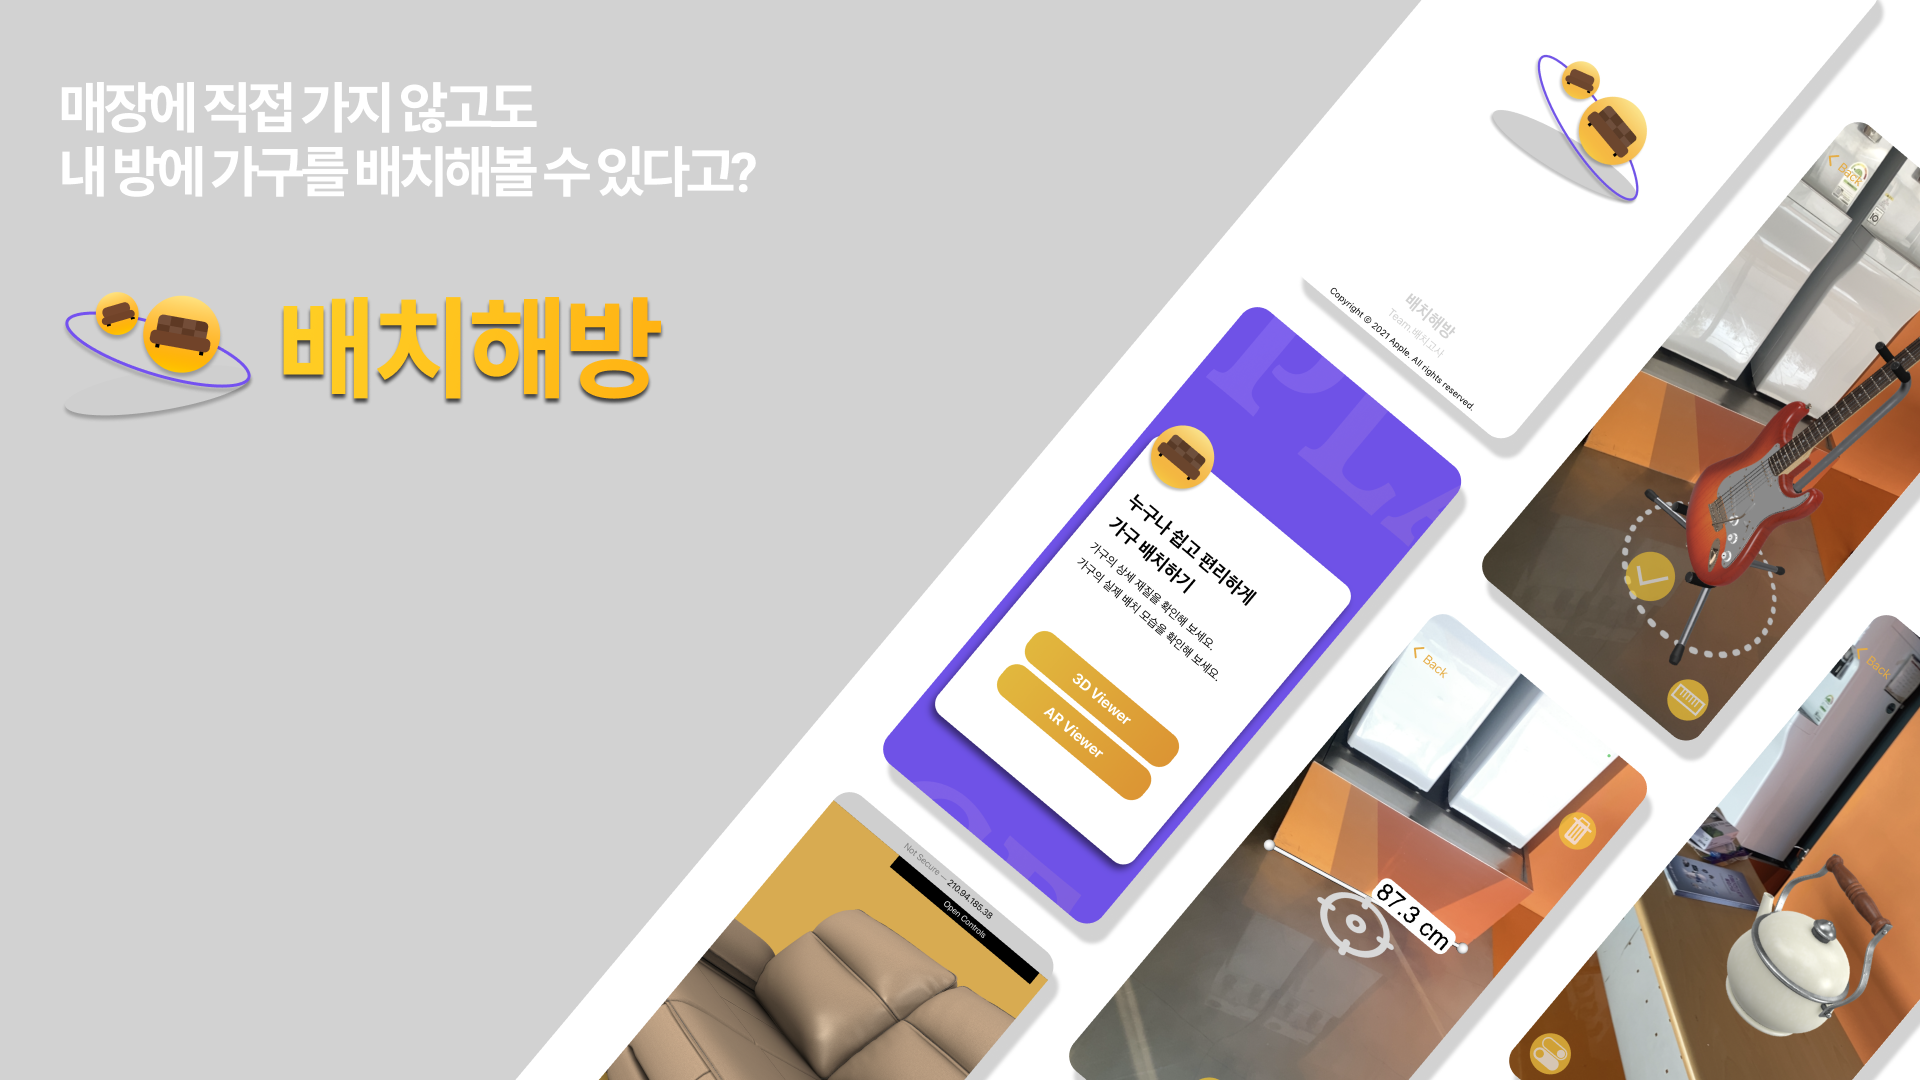 매장에 직접 가지 않고도
내 방에 가구를 배치해볼 수 있다고?
배치해방
배치해방
Team.배치고사
Copyright © 2021 Apple. All rights reserved.
PLA
누구나 쉽고 편리하게
가구 배치하기
가구의 상세 재질을 확인해 보세요.
가구의 실제 배치 모습을 확인해 보세요.
3D Viewer
AR Viewer
Not Secure — 210.94.185.38
Open Controls
Back
Back
87.3 cm
Back